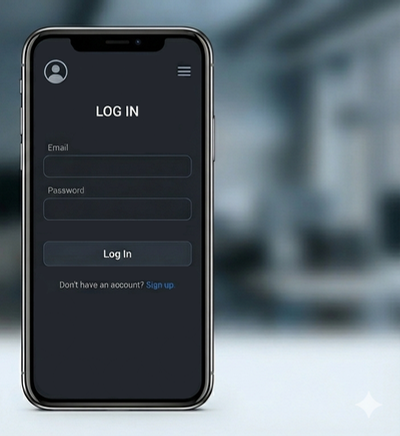 LOG IN
Email
Password
Log In
Don't have an aocount? Sign up.